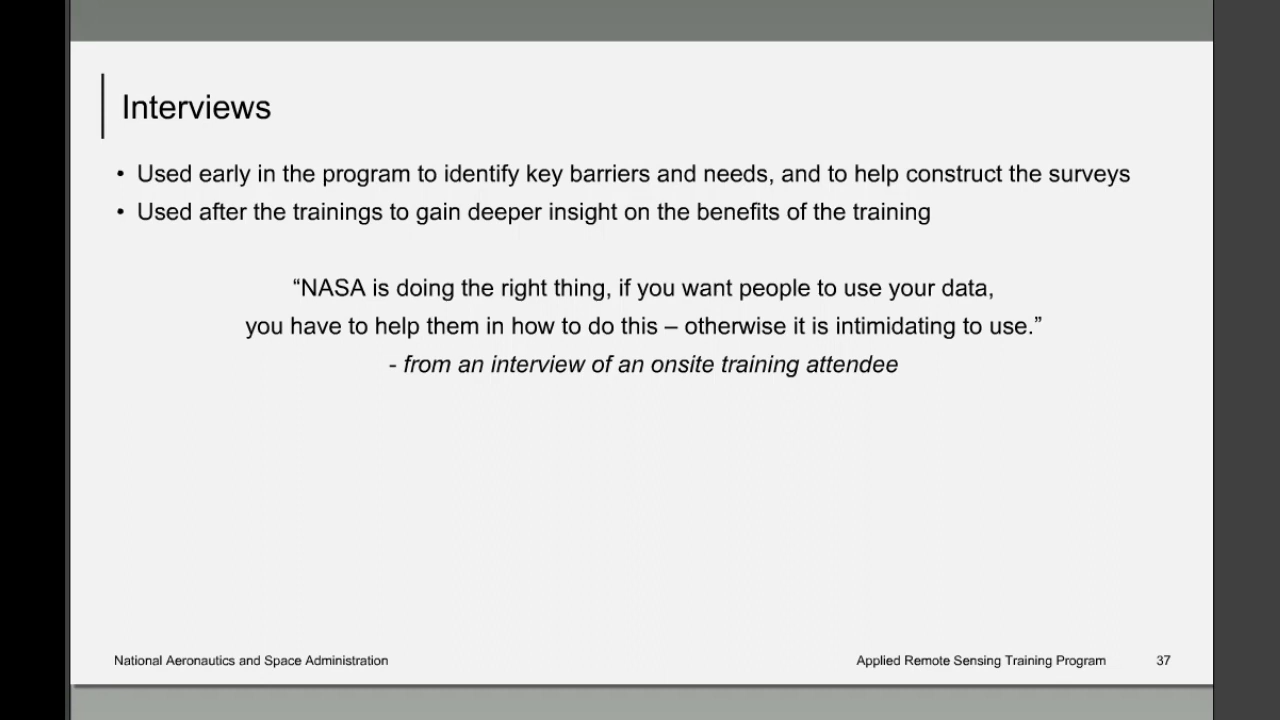 Interviews
• Used early in the program to identify key barriers and needs, and to help construct the surveys
• Used after the trainings to gain deeper insight on the benefits of the training
“NASA is doing the right thing, if you want people to use your data,
you have to help them in how to do this – otherwise it is intimidating to use.”
- from an interview of an onsite training attendee
National Aeronautics and Space Administration
Applied Remote Sensing Training Program
37